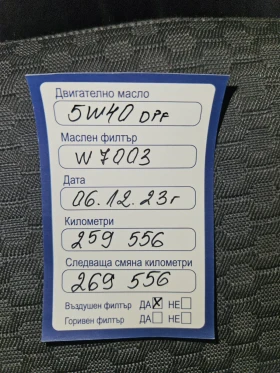 Двигателно масло
5W40 DPF
Маслен филтър
W7003
Дата
06.12.23г
Километри
259 556
Следваща смяна километри
269 556
Въздушен филтър ДА☒ НЕ☐
Горивен филтър ДА☐ НЕ☐